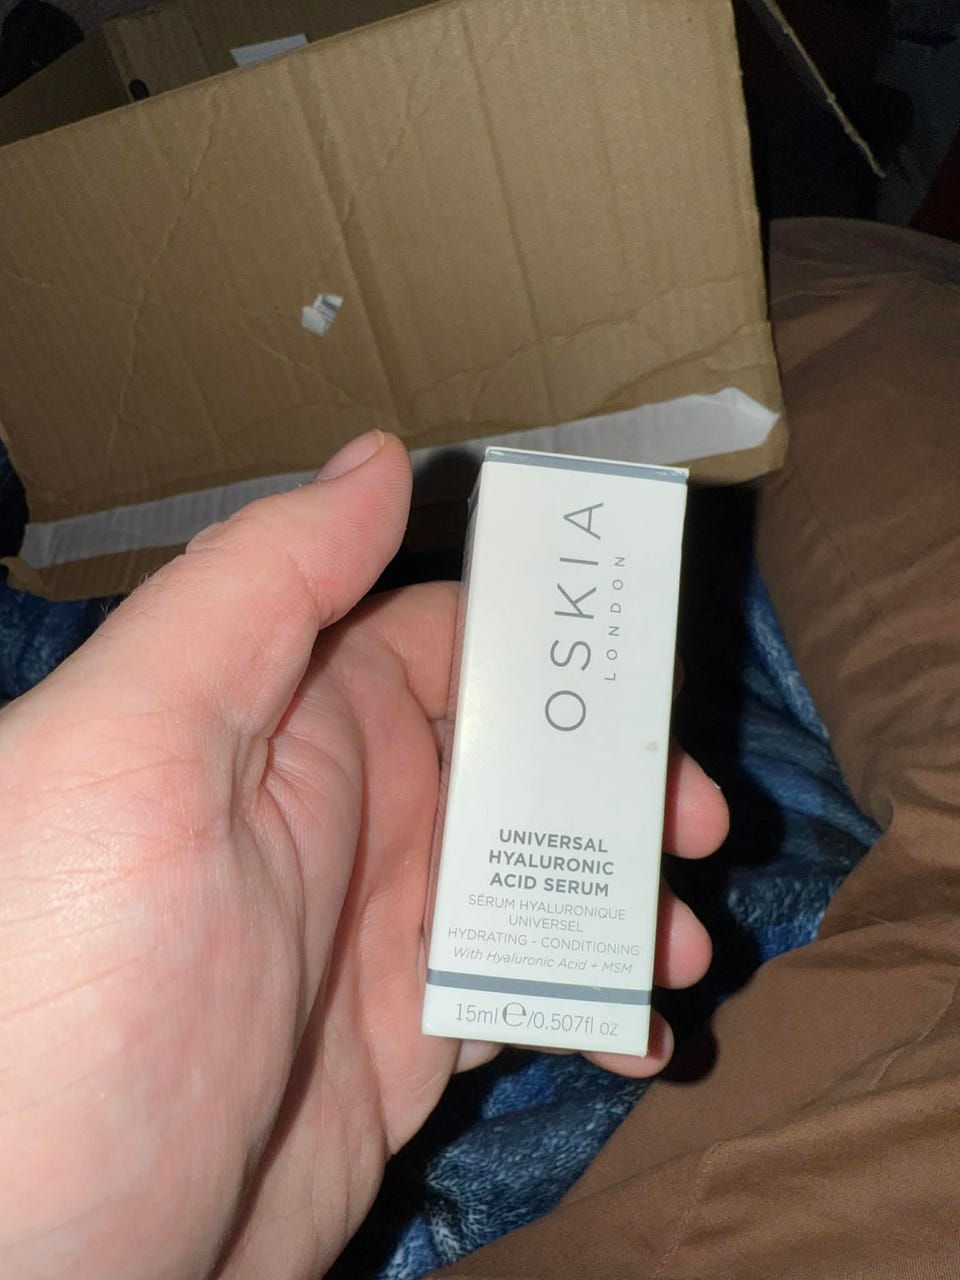 OSKIA
LONDON
UNIVERSAL
HYALURONIC
ACID SERUM
SÉRUM HYALURONIQUE
UNIVERSEL
HYDRATING - CONDITIONING
With Hyaluronic Acid + MSM
15ml ℮/0.507fl oz